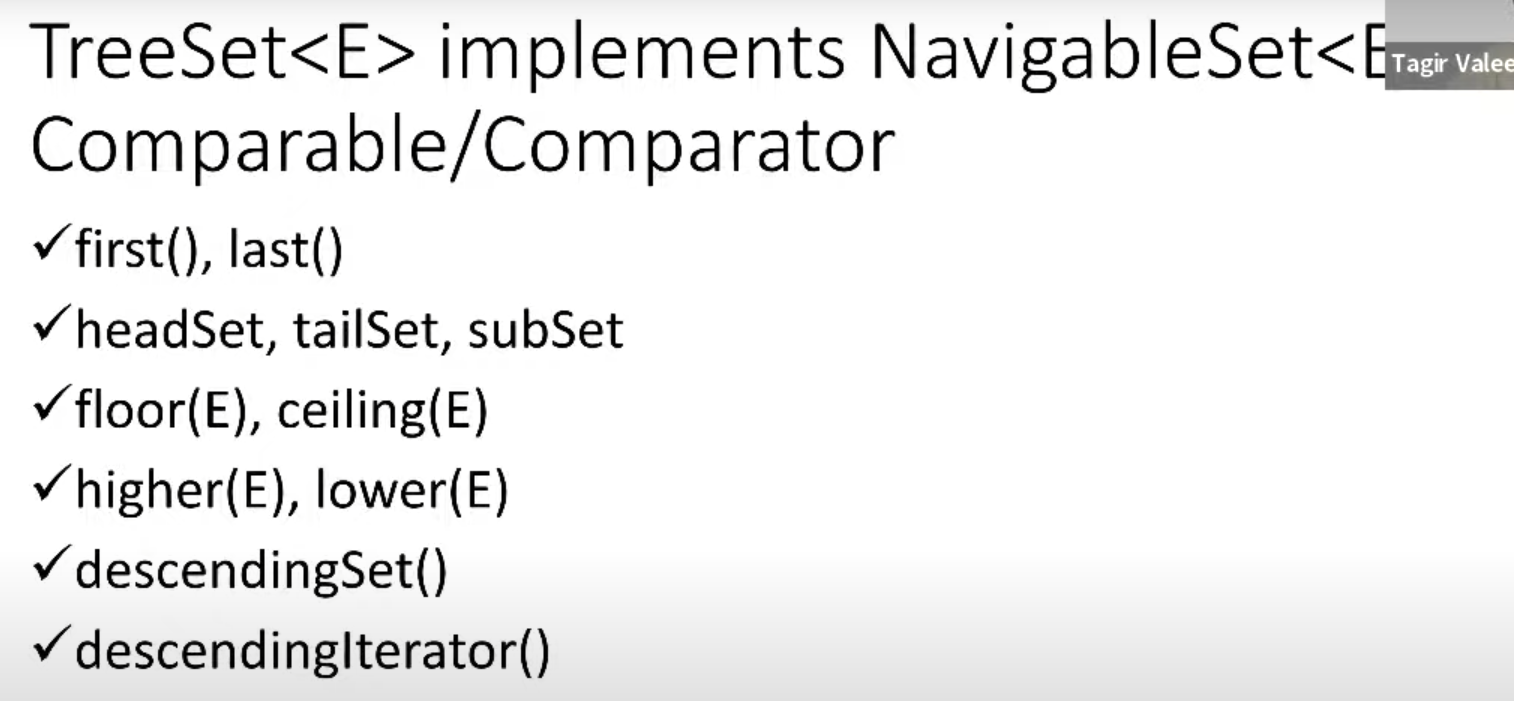 TreeSet<E> implements NavigableSet<E
Tagir Valee
Comparable/Comparator
✓first(), last()
✓headSet, tailSet, subSet
✓floor(E), ceiling(E)
✓higher(E), lower(E)
✓descendingSet()
✓descendingIterator()